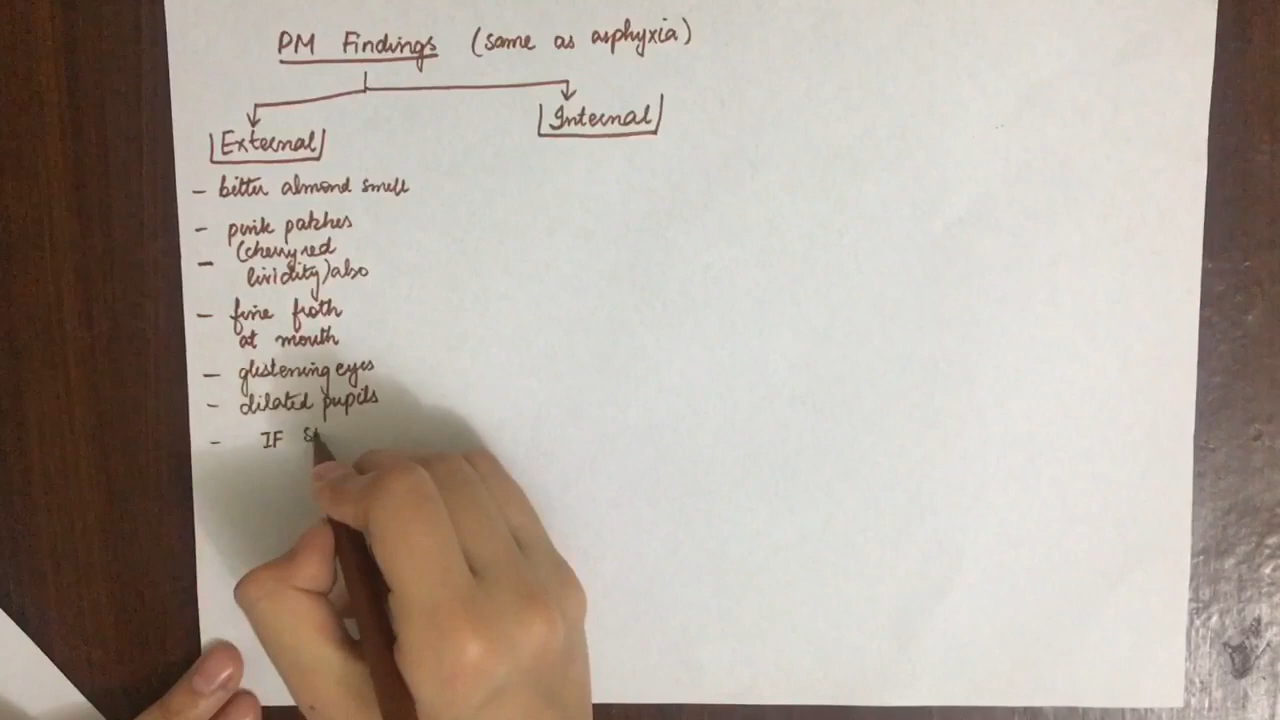 PM Findings (same as asphyxia)
External
Internal
- bitter almond smell
- pink patches
- (cherry red
lividity) also
- fine froth
at mouth
- glistening eyes
- dilated pupils
- IF